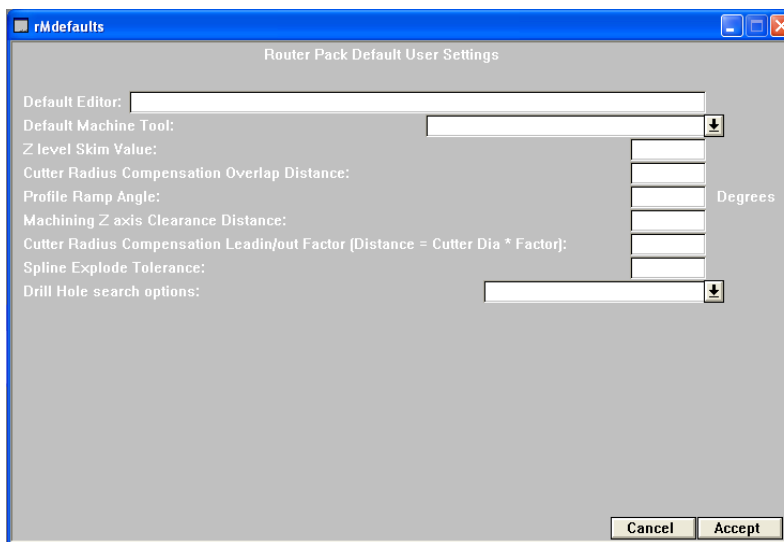 rMdefaults
Router Pack Default User Settings
Default Editor:
Default Machine Tool:
Z level Skim Value:
Cutter Radius Compensation Overlap Distance:
Profile Ramp Angle: Degrees
Machining Z axis Clearance Distance:
Cutter Radius Compensation Leadin/out Factor (Distance = Cutter Dia * Factor):
Spline Explode Tolerance:
Drill Hole search options:
Cancel Accept